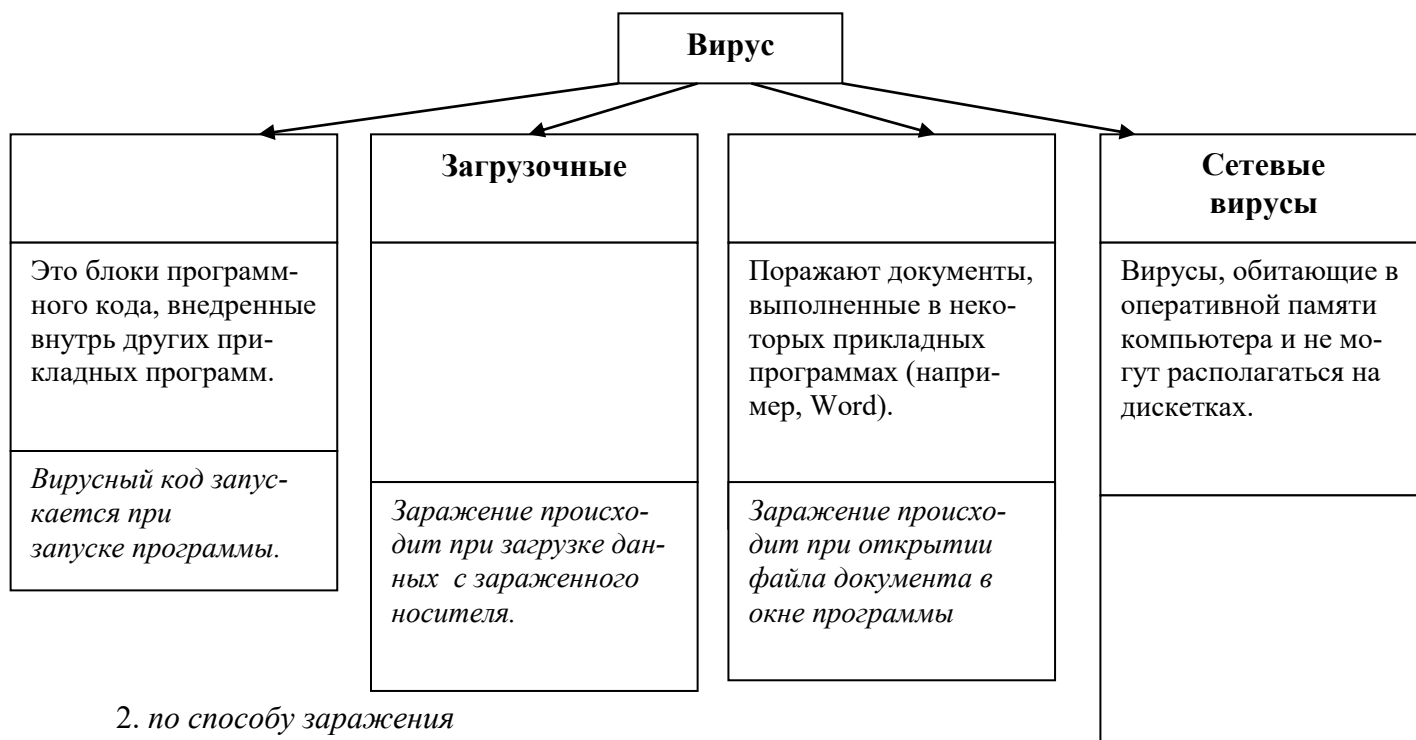 Вирус
Загрузочные
Сетевые
вирусы
Это блоки программ-
ного кода, внедренные
внутрь других при-
кладных программ.
Вирусный код запус-
кается при
запуске программы.
Заражение происхо-
дит при загрузке дан-
ных с зараженного
носителя.
Поражают документы,
выполненные в неко-
торых прикладных
программах (напри-
мер, Word).
Заражение происхо-
дит при открытии
файла документа в
окне программы
Вирусы, обитающие в
оперативной памяти
компьютера и не мо-
гут располагаться на
дискетках.
2. по способу заражения